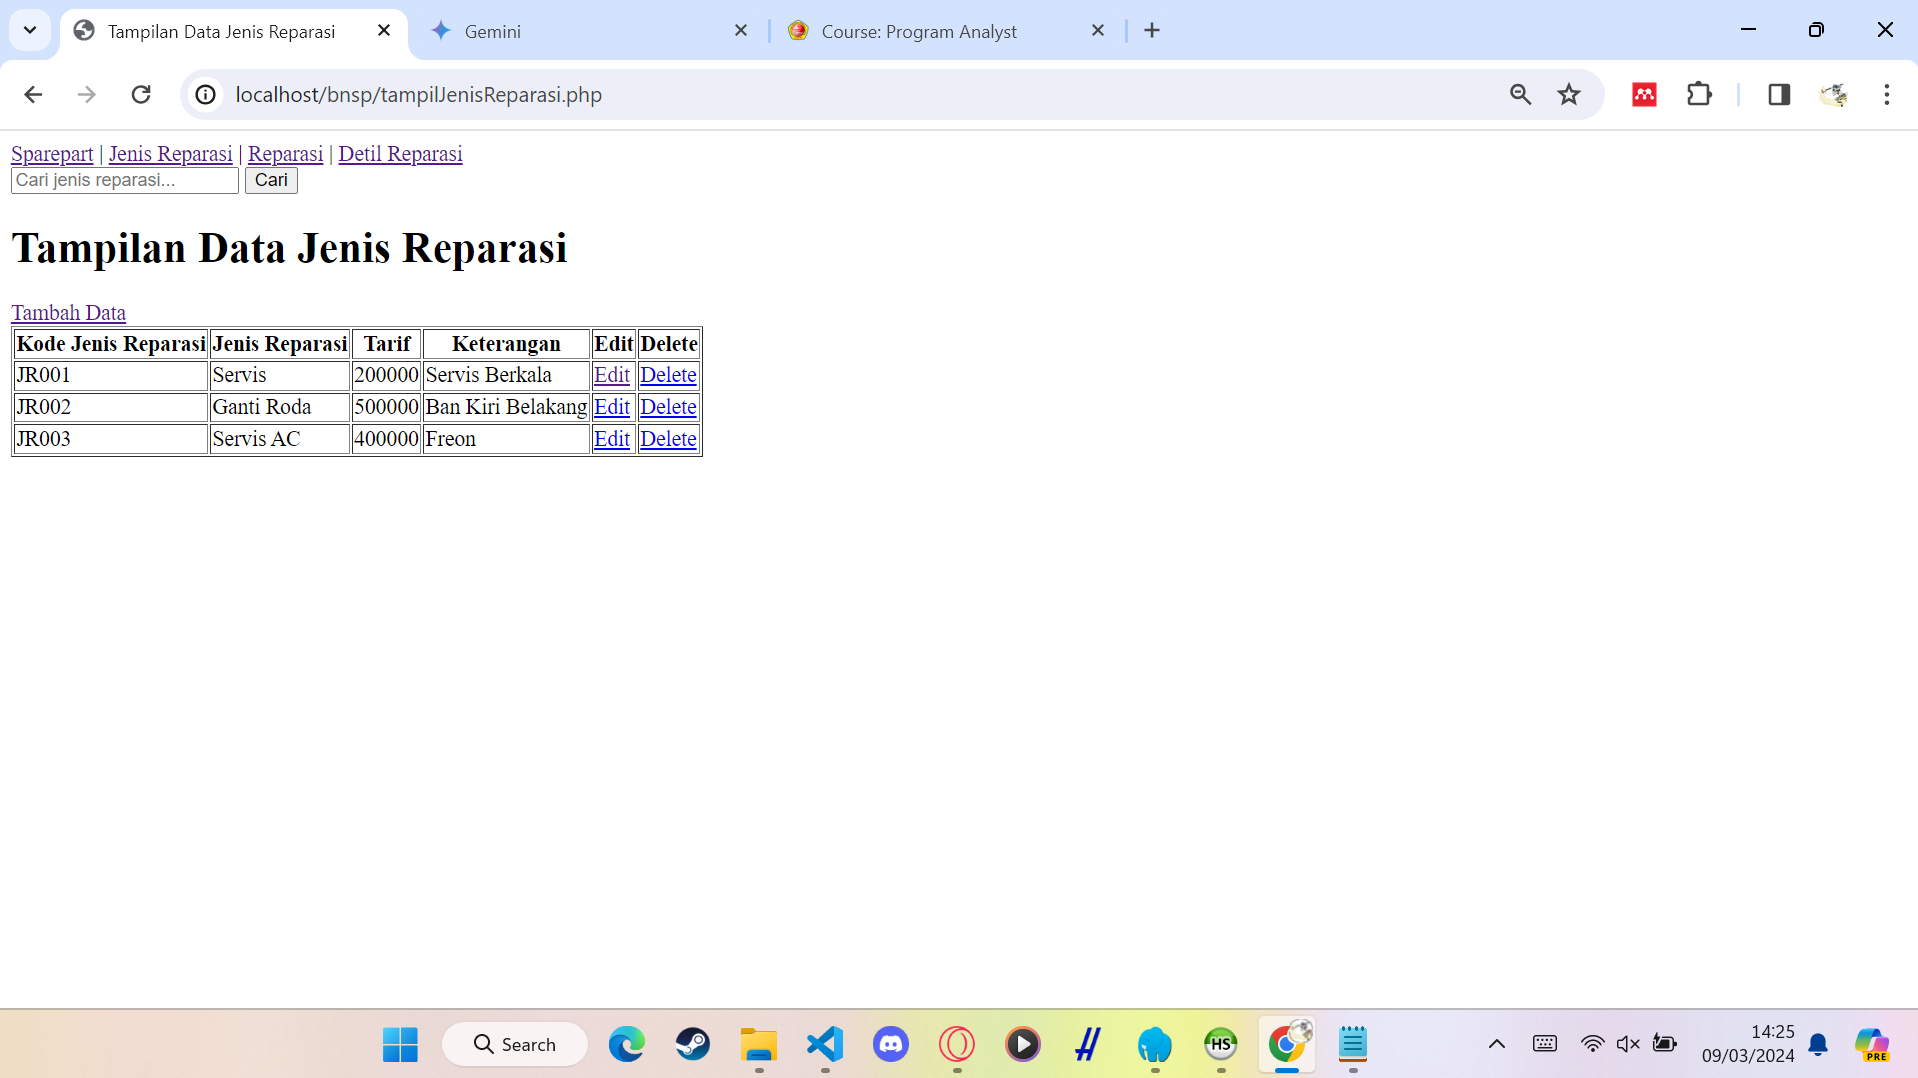 Tampilan Data Jenis Reparasi
Gemini
Course: Program Analyst
localhost/bnsp/tampilJenisReparasi.php
Sparepart | Jenis Reparasi | Reparasi | Detil Reparasi
Cari jenis reparasi... Cari
Tampilan Data Jenis Reparasi
Tambah Data
Kode Jenis Reparasi Jenis Reparasi Tarif Keterangan Edit Delete
JR001 Servis 200000 Servis Berkala Edit Delete
JR002 Ganti Roda 500000 Ban Kiri Belakang Edit Delete
JR003 Servis AC 400000 Freon Edit Delete
Search
HS
14:25
09/03/2024
PRE